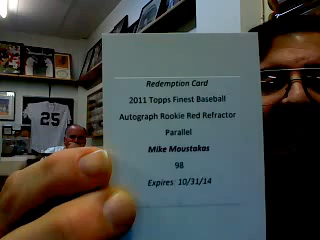 Redemption Card
2011 Topps Finest Baseball
Autograph Rookie Red Refractor
Parallel
Mike Moustakas
98
Expires: 10/31/14
25